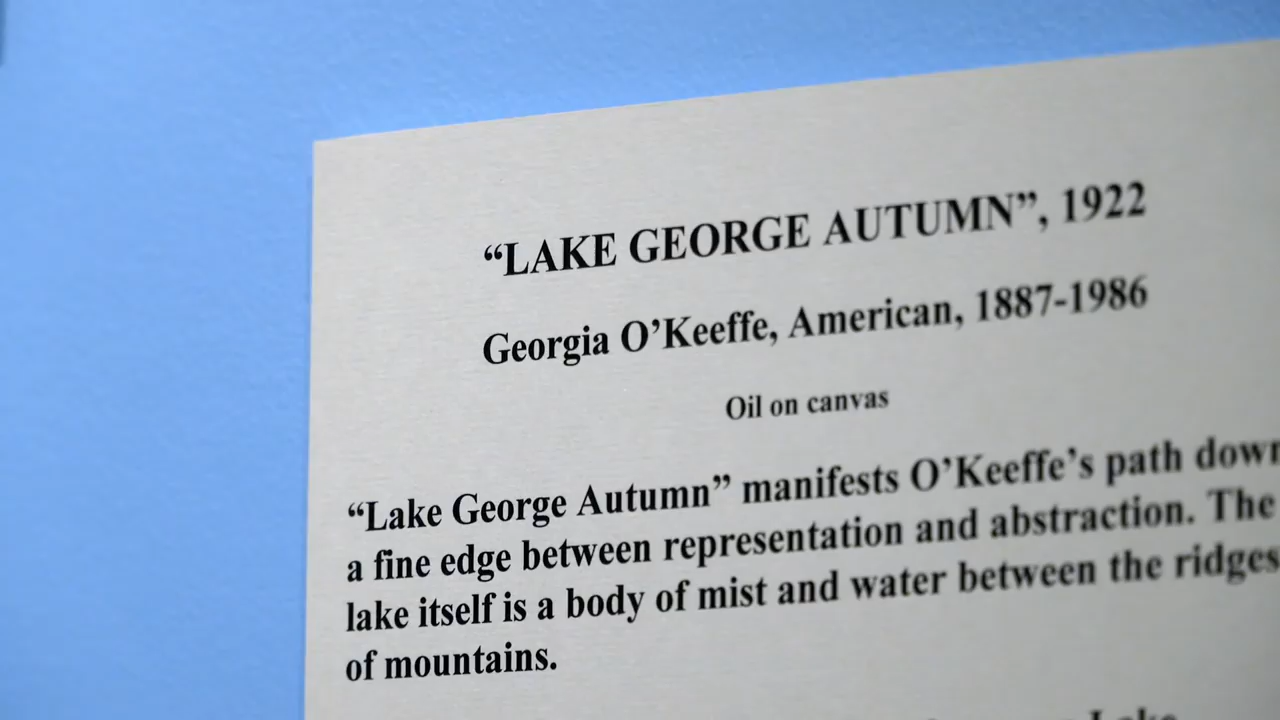 “LAKE GEORGE AUTUMN”, 1922
Georgia O’Keeffe, American, 1887-1986
Oil on canvas
“Lake George Autumn” manifests O’Keeffe’s path down
a fine edge between representation and abstraction. The
lake itself is a body of mist and water between the ridges
of mountains.
Lake